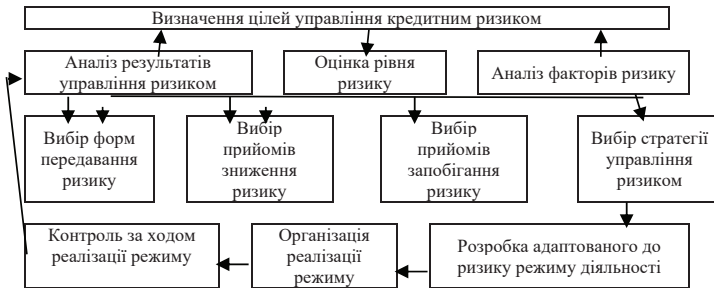 Визначення цілей управління кредитним ризиком
Аналіз результатів
управління ризиком
Оцінка рівня
ризику
Аналіз факторів ризику
Вибір форм
передавання
ризику
Вибір
прийомів
зниження
ризику
Вибір
прийомів
запобігання
ризику
Вибір стратегії
управління
ризиком
Контроль за ходом
реалізації режиму
Організація
реалізації
режиму
Розробка адаптованого до
ризику режиму діяльності